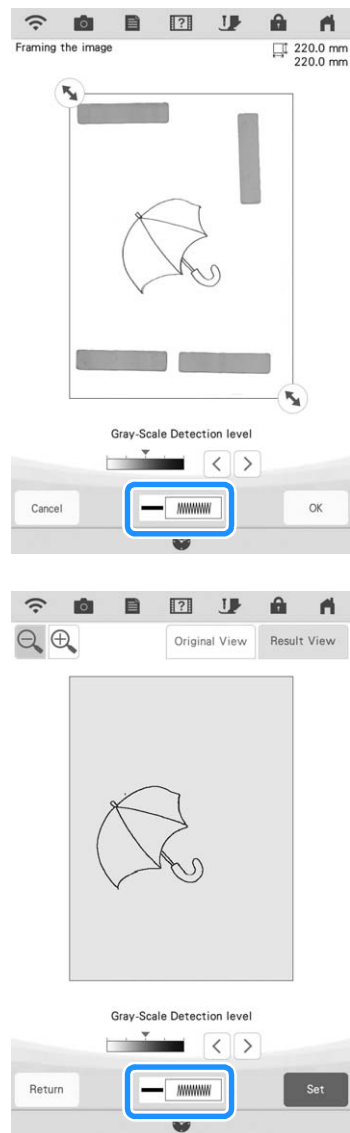 Framing the image
220.0 mm
220.0 mm
Gray-Scale Detection level
Cancel
OK
Original View
Result View
Gray-Scale Detection level
Return
Set